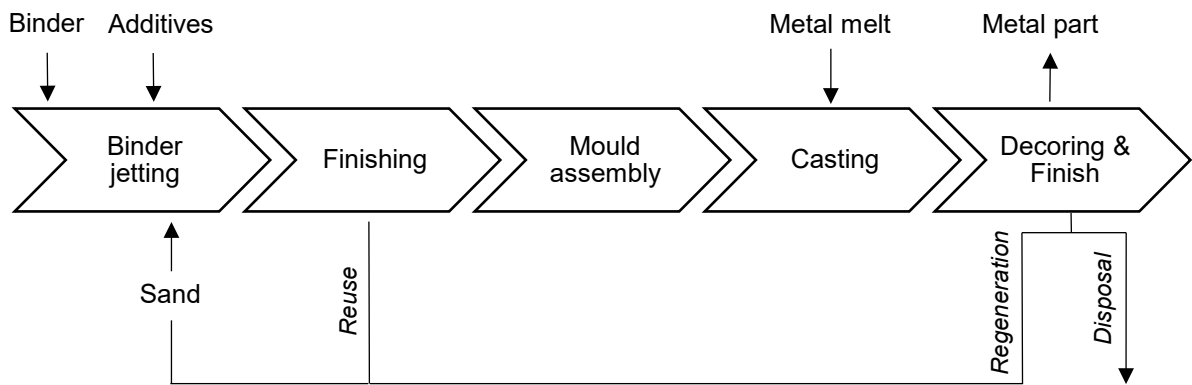 Binder
Additives
Metal melt
Metal part
Binder
jetting
Finishing
Mould
assembly
Casting
Decoring &
Finish
Sand
Reuse
Regeneration
Disposal